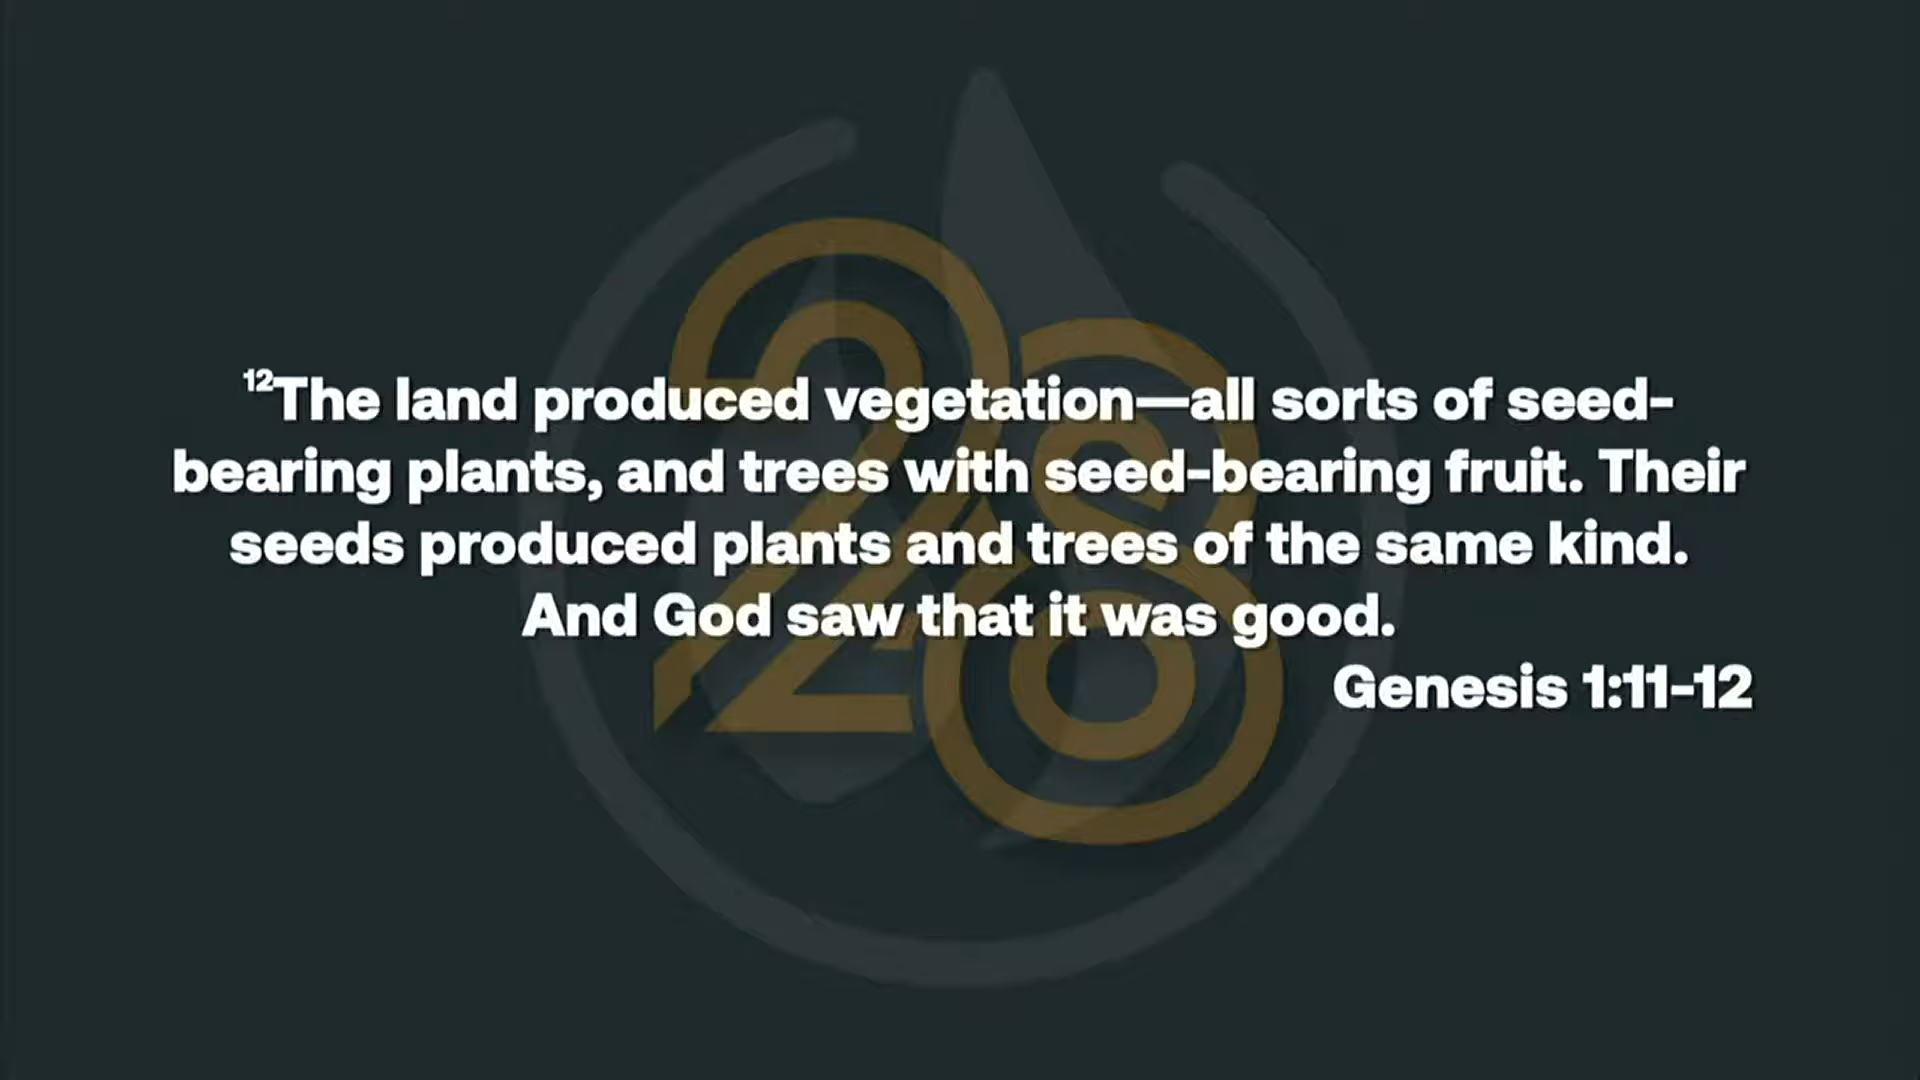 ¹²The land produced vegetation—all sorts of seed-
bearing plants, and trees with seed-bearing fruit. Their
seeds produced plants and trees of the same kind.
And God saw that it was good.
Genesis 1:11-12
28